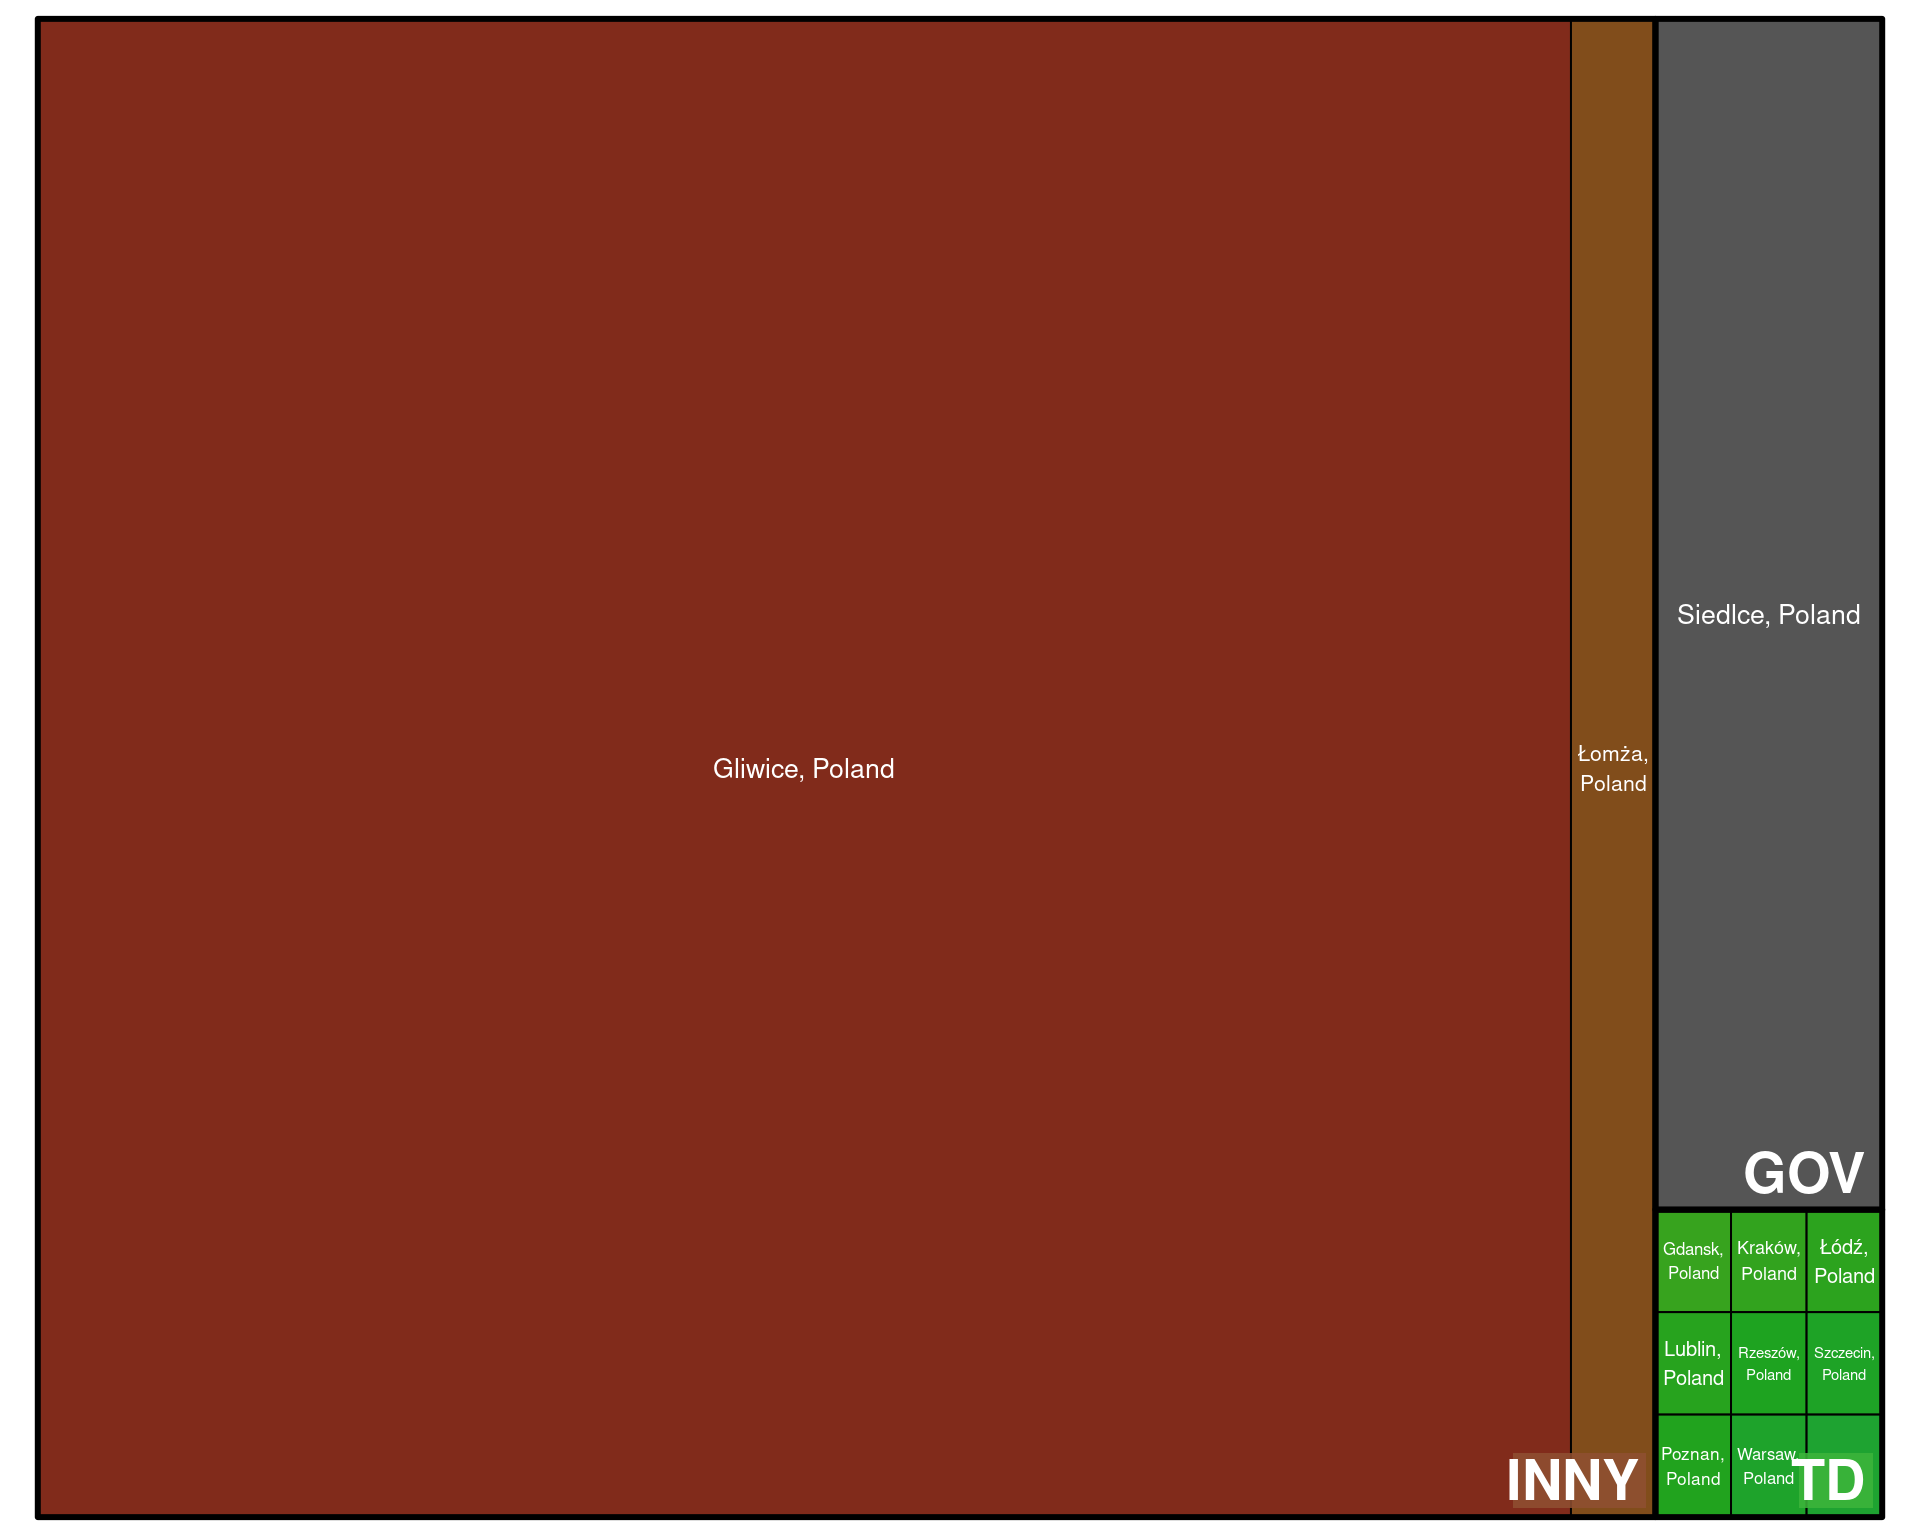 Gliwice, Poland
Łomża,
Poland
INNY
Siedlce, Poland
GOV
Gdansk,
Poland
Kraków,
Poland
Łódź,
Poland
Lublin,
Poland
Rzeszów,
Poland
Szczecin,
Poland
Poznan,
Poland
Warsaw,
Poland
TD